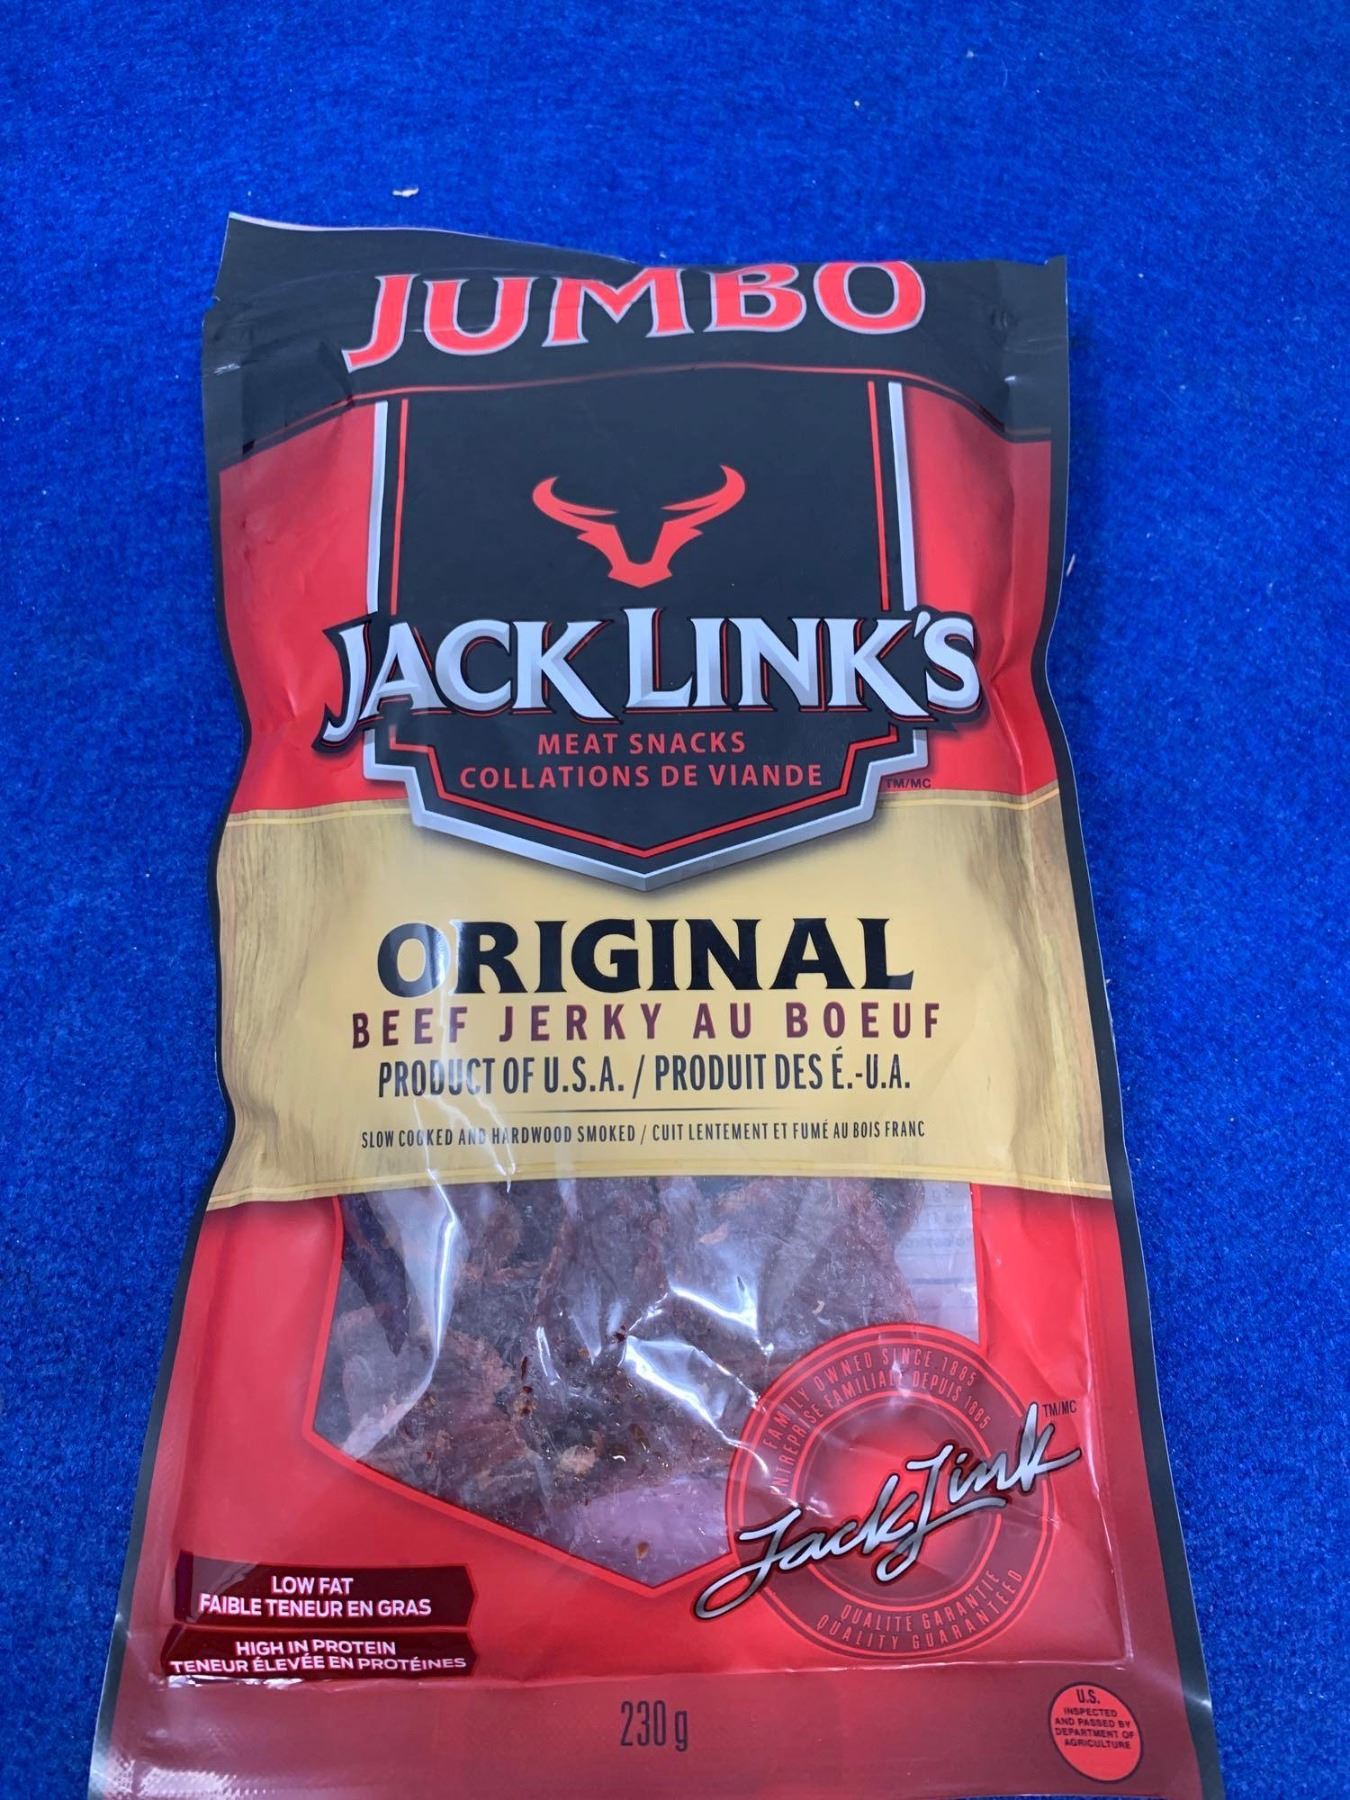 JUMBO
JACK LINK'S
MEAT SNACKS
COLLATIONS DE VIANDE
TM/MC
ORIGINAL
BEEF JERKY AU BOEUF
PRODUCT OF U.S.A. / PRODUIT DES É.-U.A.
SLOW COOKED AND HARDWOOD SMOKED / CUIT LENTEMENT ET FUMÉ AU BOIS FRANC
FAMILY OWNED SINCE 1885
ENTREPRISE FAMILIALE DEPUIS 1885
TM/MC
Jack Link
QUALITÉ GARANTIE
QUALITY GUARANTEED
LOW FAT
FAIBLE TENEUR EN GRAS
HIGH IN PROTEIN
TENEUR ÉLEVÉE EN PROTÉINES
230 g
U.S.
INSPECTED
AND PASSED BY
DEPARTMENT OF
AGRICULTURE